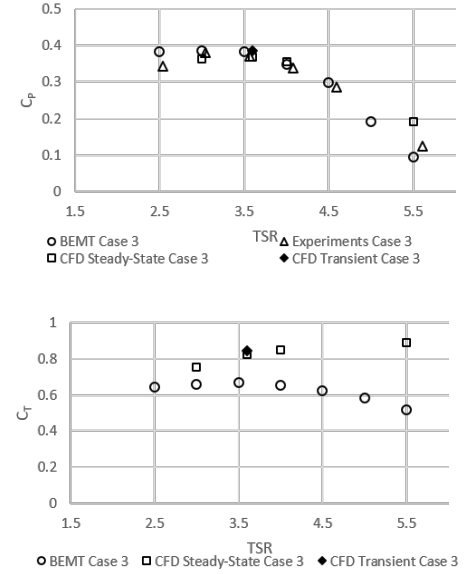 0.5
0.4
0.3
0.2
0.1
0
C_P
1.5 2.5 3.5 4.5 5.5
TSR
BEMT Case 3 Experiments Case 3
CFD Steady-State Case 3 CFD Transient Case 3
1
0.8
0.6
0.4
0.2
0
C_T
1.5 2.5 3.5 4.5 5.5
TSR
BEMT Case 3 CFD Steady-State Case 3 CFD Transient Case 3